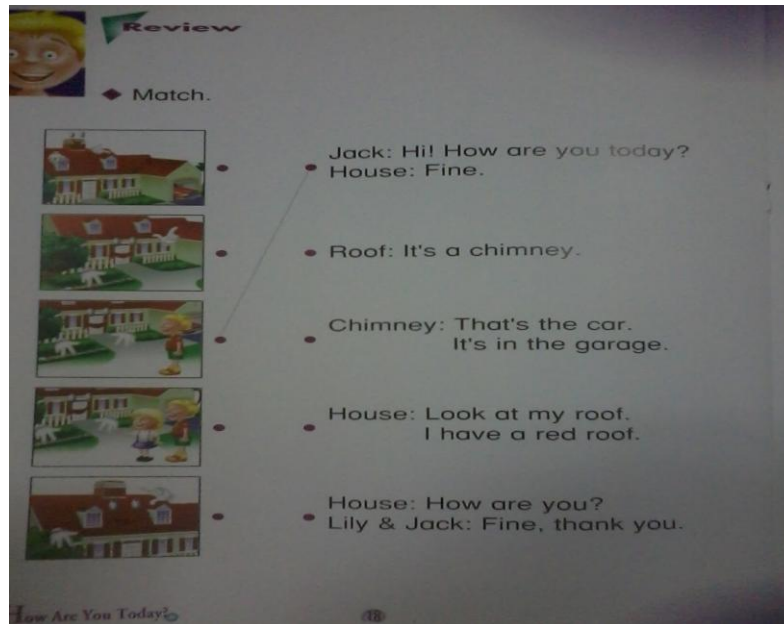 Review
Match.
Jack: Hi! How are you today?
House: Fine.
Roof: It's a chimney.
Chimney: That's the car.
It's in the garage.
House: Look at my roof.
I have a red roof.
House: How are you?
Lily & Jack: Fine, thank you.
How Are You Today?
18